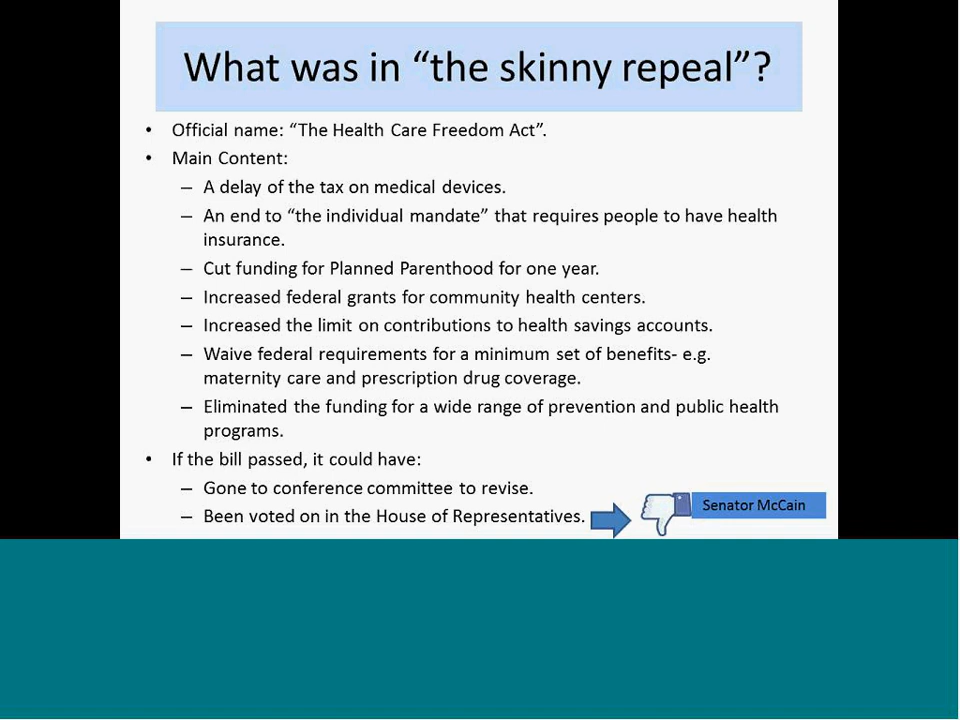 What was in “the skinny repeal”?
• Official name: “The Health Care Freedom Act”.
• Main Content:
– A delay of the tax on medical devices.
– An end to “the individual mandate” that requires people to have health
insurance.
– Cut funding for Planned Parenthood for one year.
– Increased federal grants for community health centers.
– Increased the limit on contributions to health savings accounts.
– Waive federal requirements for a minimum set of benefits- e.g.
maternity care and prescription drug coverage.
– Eliminated the funding for a wide range of prevention and public health
programs.
• If the bill passed, it could have:
– Gone to conference committee to revise.
– Been voted on in the House of Representatives.
Senator McCain